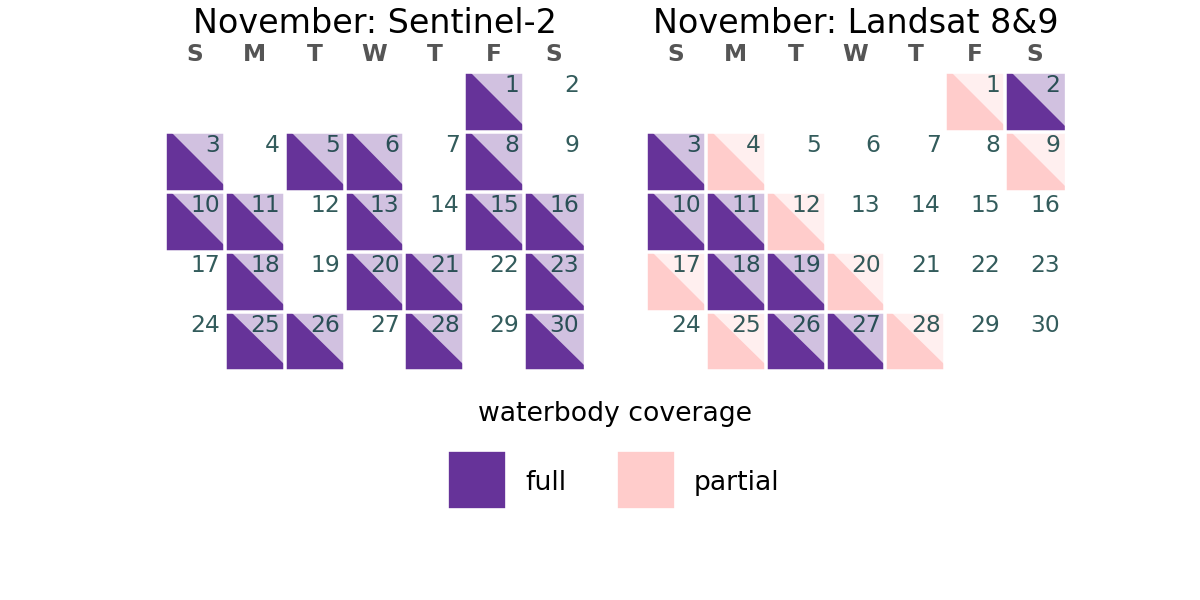 November: Sentinel-2
S M T W T F S
1 2
3 4 5 6 7 8 9
10 11 12 13 14 15 16
17 18 19 20 21 22 23
24 25 26 27 28 29 30
November: Landsat 8&9
S M T W T F S
1 2
3 4 5 6 7 8 9
10 11 12 13 14 15 16
17 18 19 20 21 22 23
24 25 26 27 28 29 30
waterbody coverage
full partial